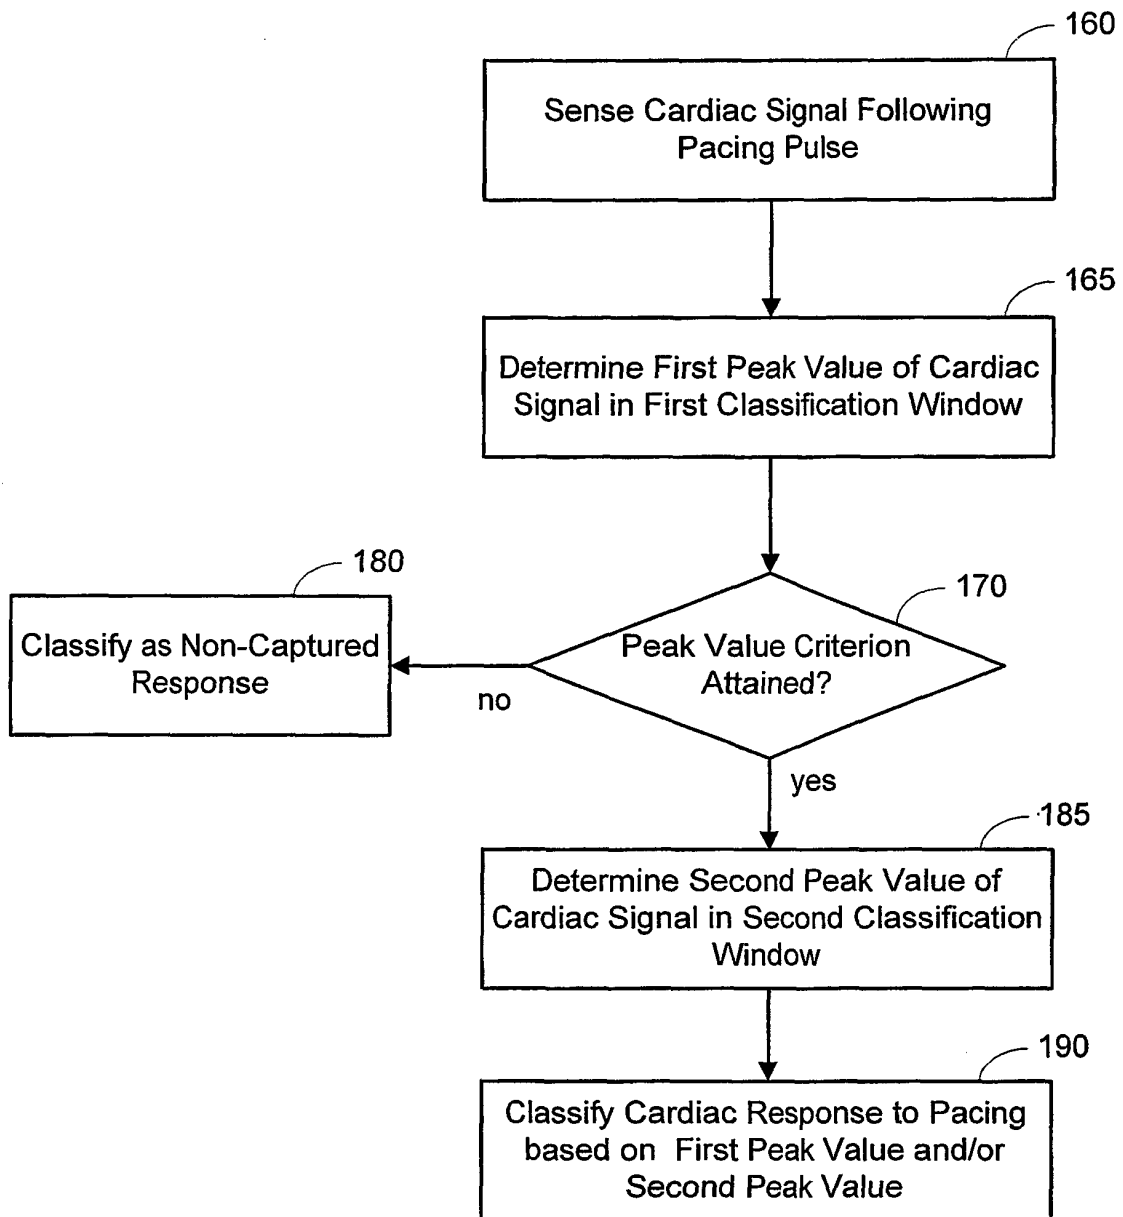 160
Sense Cardiac Signal Following
Pacing Pulse
165
Determine First Peak Value of Cardiac
Signal in First Classification Window
170
Peak Value Criterion
Attained?
180
Classify as Non-Captured
Response
no
yes
185
Determine Second Peak Value of
Cardiac Signal in Second Classification
Window
190
Classify Cardiac Response to Pacing
based on First Peak Value and/or
Second Peak Value